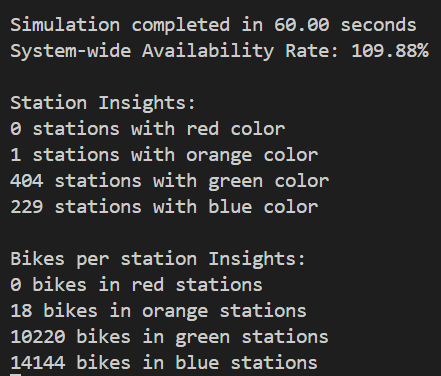 Simulation completed in 60.00 seconds
System-wide Availability Rate: 109.88%
Station Insights:
0 stations with red color
1 stations with orange color
404 stations with green color
229 stations with blue color
Bikes per station Insights:
0 bikes in red stations
18 bikes in orange stations
10220 bikes in green stations
14144 bikes in blue stations